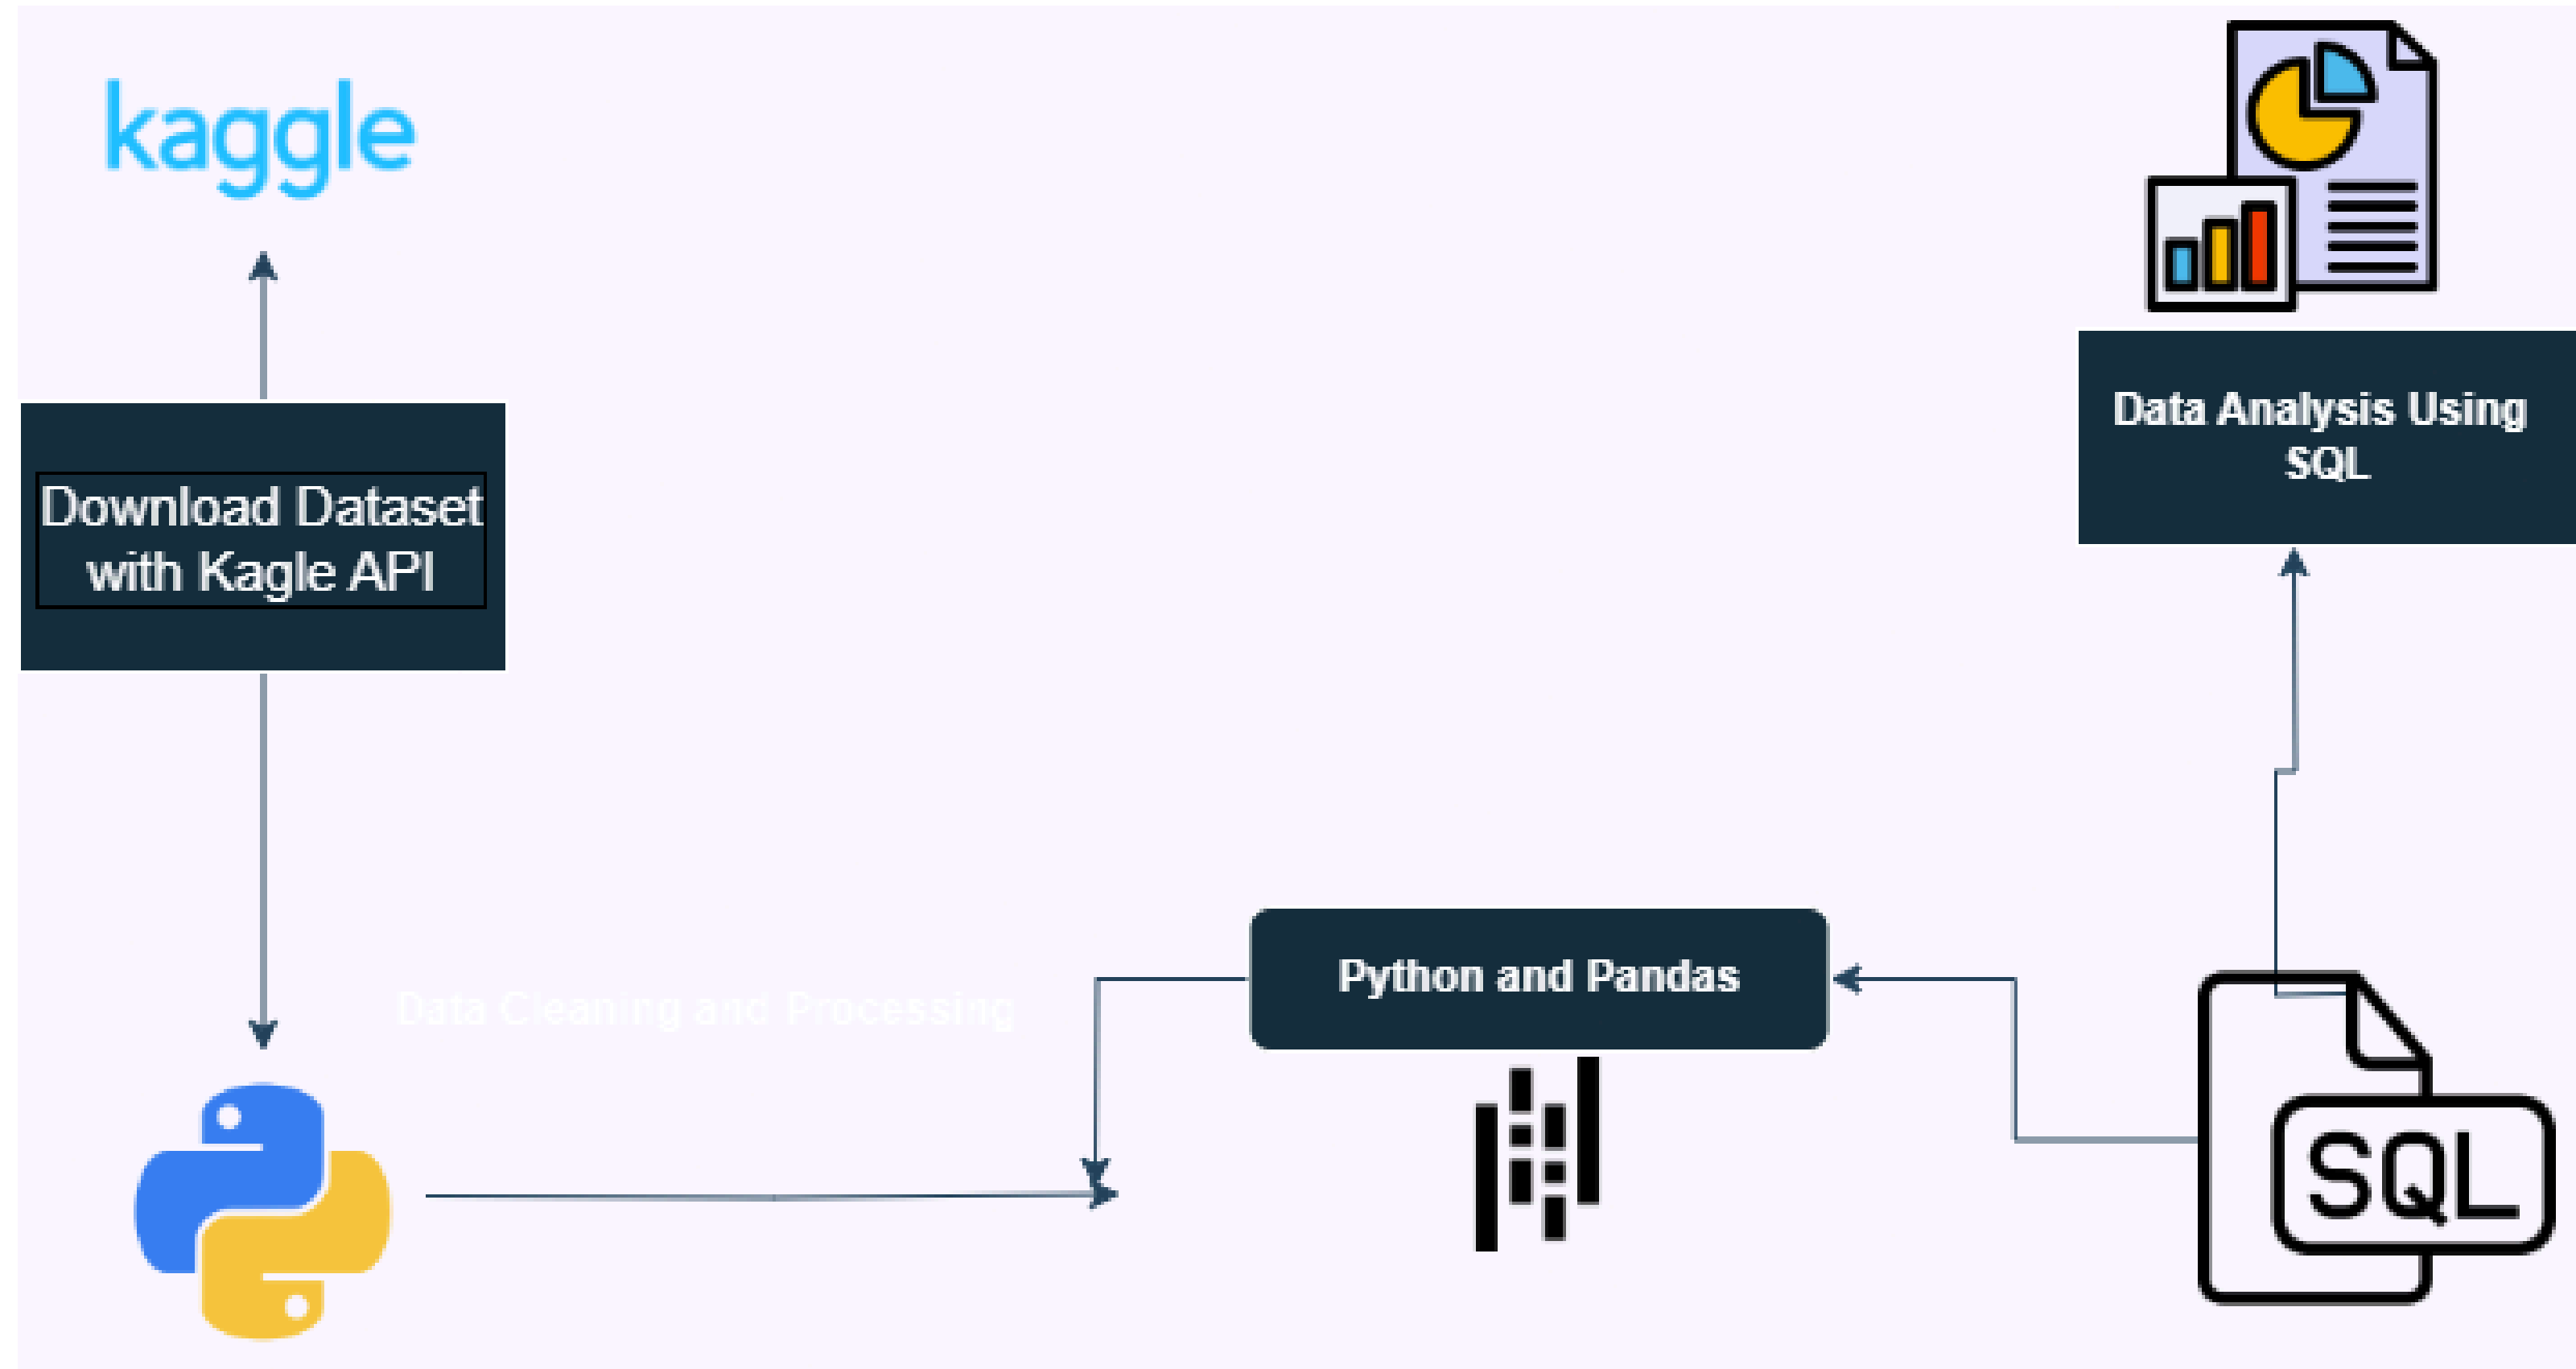 kaggle
Download Dataset
with Kagle API
Data Analysis Using
SQL
Data Cleaning and Processing
Python and Pandas
SQL